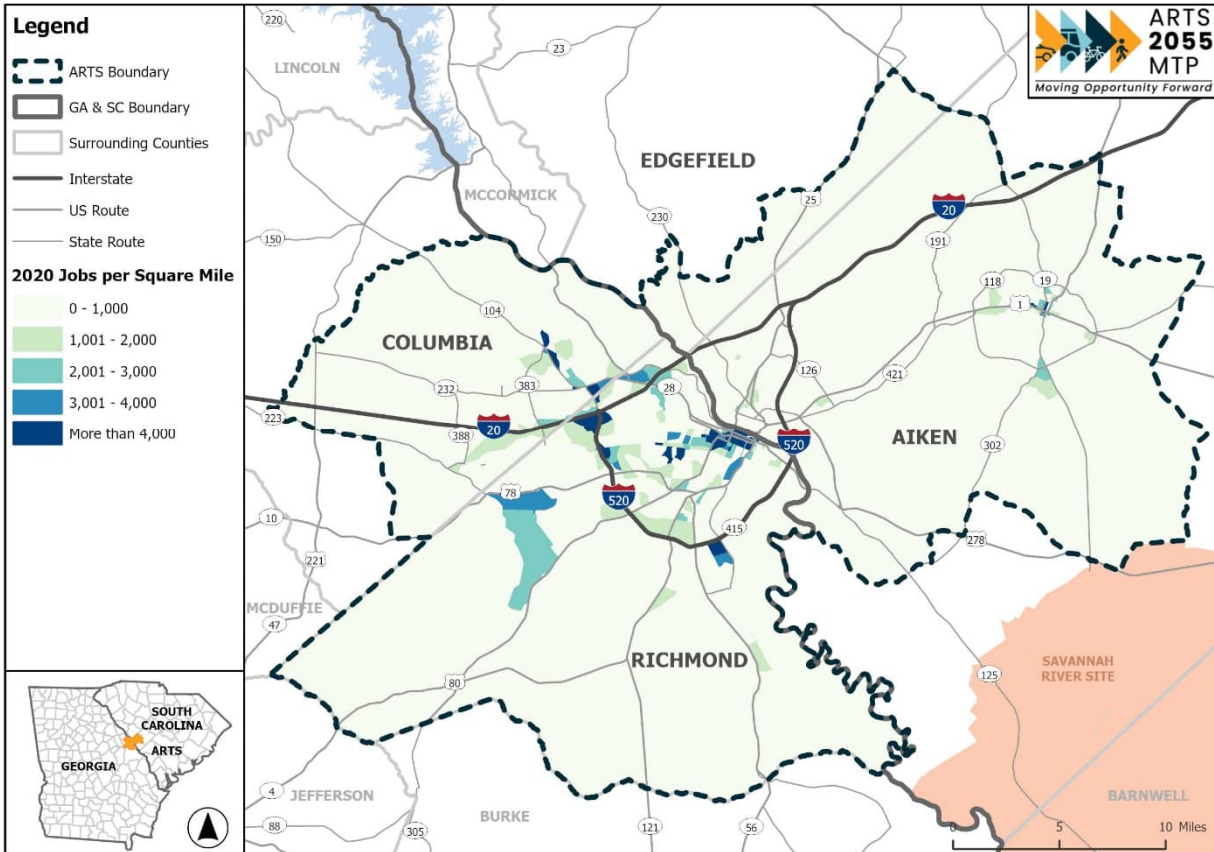 Legend
ARTS Boundary
GA & SC Boundary
Surrounding Counties
Interstate
US Route
State Route
2020 Jobs per Square Mile
0 - 1,000
1,001 - 2,000
2,001 - 3,000
3,001 - 4,000
More than 4,000
SOUTH
CAROLINA
ARTS
GEORGIA
ARTS
2055
MTP
Moving Opportunity Forward
220
LINCOLN
23
EDGEFIELD
MCCORMICK
25
20
230
191
150
118
19
1
104
COLUMBIA
126
421
232
383
28
223
20
388
520
AIKEN
302
78
520
10
415
278
221
MCDUFFIE
47
RICHMOND
SAVANNAH
RIVER SITE
125
80
4
JEFFERSON
BURKE
BARNWELL
88
305
121
56
0
5
10 Miles